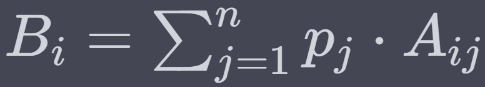 $B_i = \sum_{j=1}^{n} p_j \cdot A_{ij}$